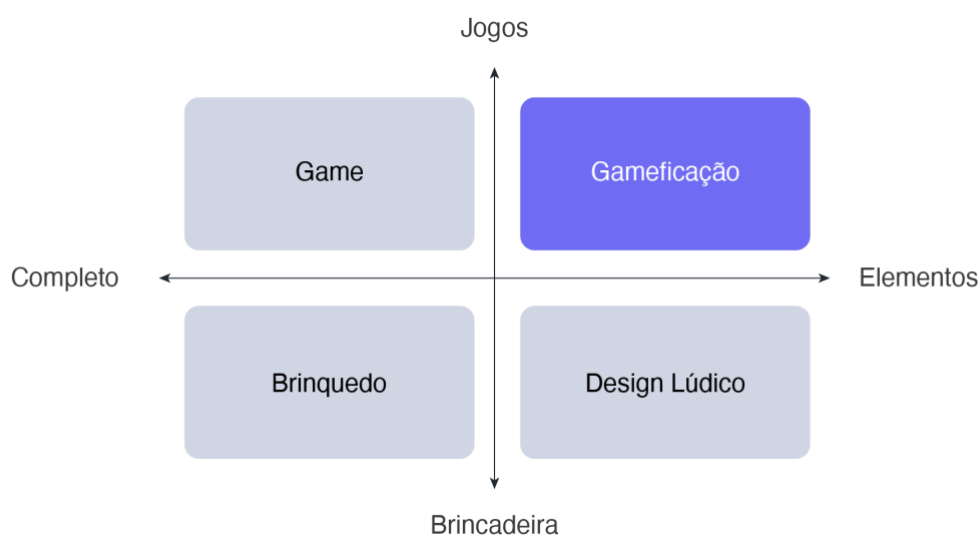 Jogos
Game
Gameficação
Completo
Elementos
Brinquedo
Design Lúdico
Brincadeira